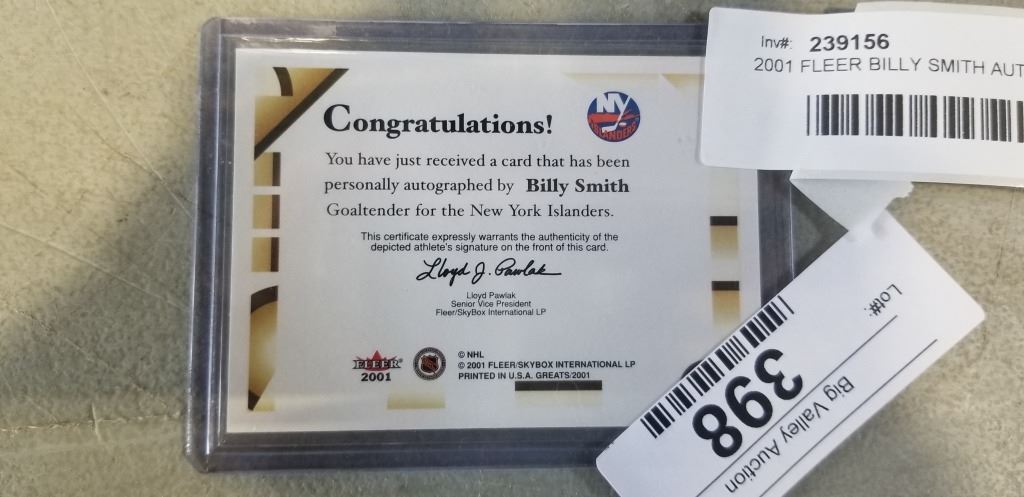 Inv#: 239156
2001 FLEER BILLY SMITH AUT
Congratulations!
NY
ISLANDERS
You have just received a card that has been
personally autographed by Billy Smith
Goaltender for the New York Islanders.
This certificate expressly warrants the authenticity of the
depicted athlete's signature on the front of this card.
Lloyd J. Pawlak
Lloyd Pawlak
Senior Vice President
Fleer/SkyBox International LP
FLEER
2001
© NHL
© 2001 FLEER/SKYBOX INTERNATIONAL LP
PRINTED IN U.S.A. GREATS/2001
Lot#:
398
Big Valley Auction